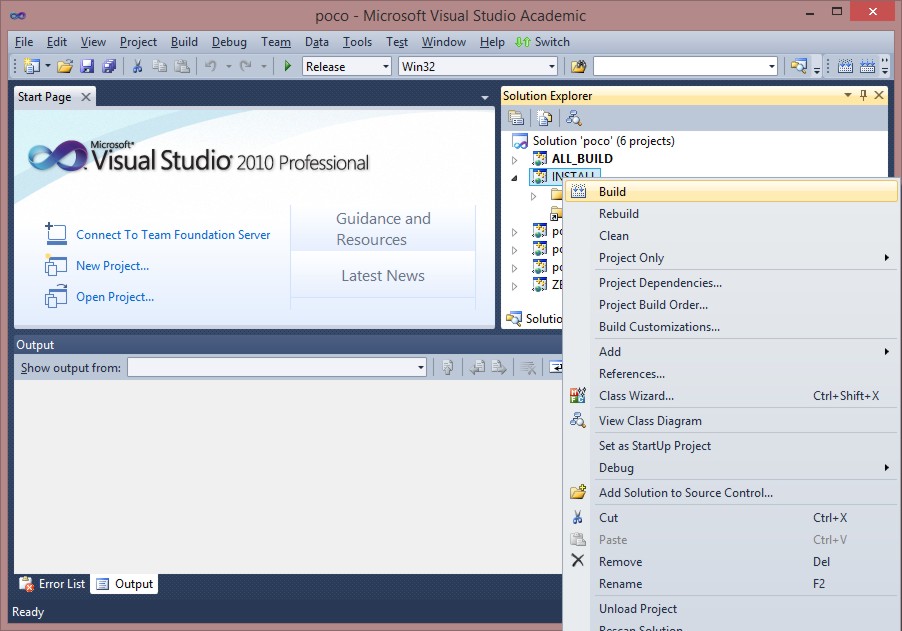 poco - Microsoft Visual Studio Academic
File Edit View Project Build Debug Team Data Tools Test Window Help Switch
Release Win32
Start Page
Microsoft®
Visual Studio® 2010 Professional
Connect To Team Foundation Server
New Project...
Open Project...
Guidance and
Resources
Latest News
Solution Explorer
Solution 'poco' (6 projects)
ALL_BUILD
INSTALL
po
po
po
ZE
Solutio
Output
Show output from:
Error List Output
Ready
Build
Rebuild
Clean
Project Only
Project Dependencies...
Project Build Order...
Build Customizations...
Add
References...
Class Wizard... Ctrl+Shift+X
View Class Diagram
Set as StartUp Project
Debug
Add Solution to Source Control...
Cut Ctrl+X
Paste Ctrl+V
Remove Del
Rename F2
Unload Project
Rescan Solution